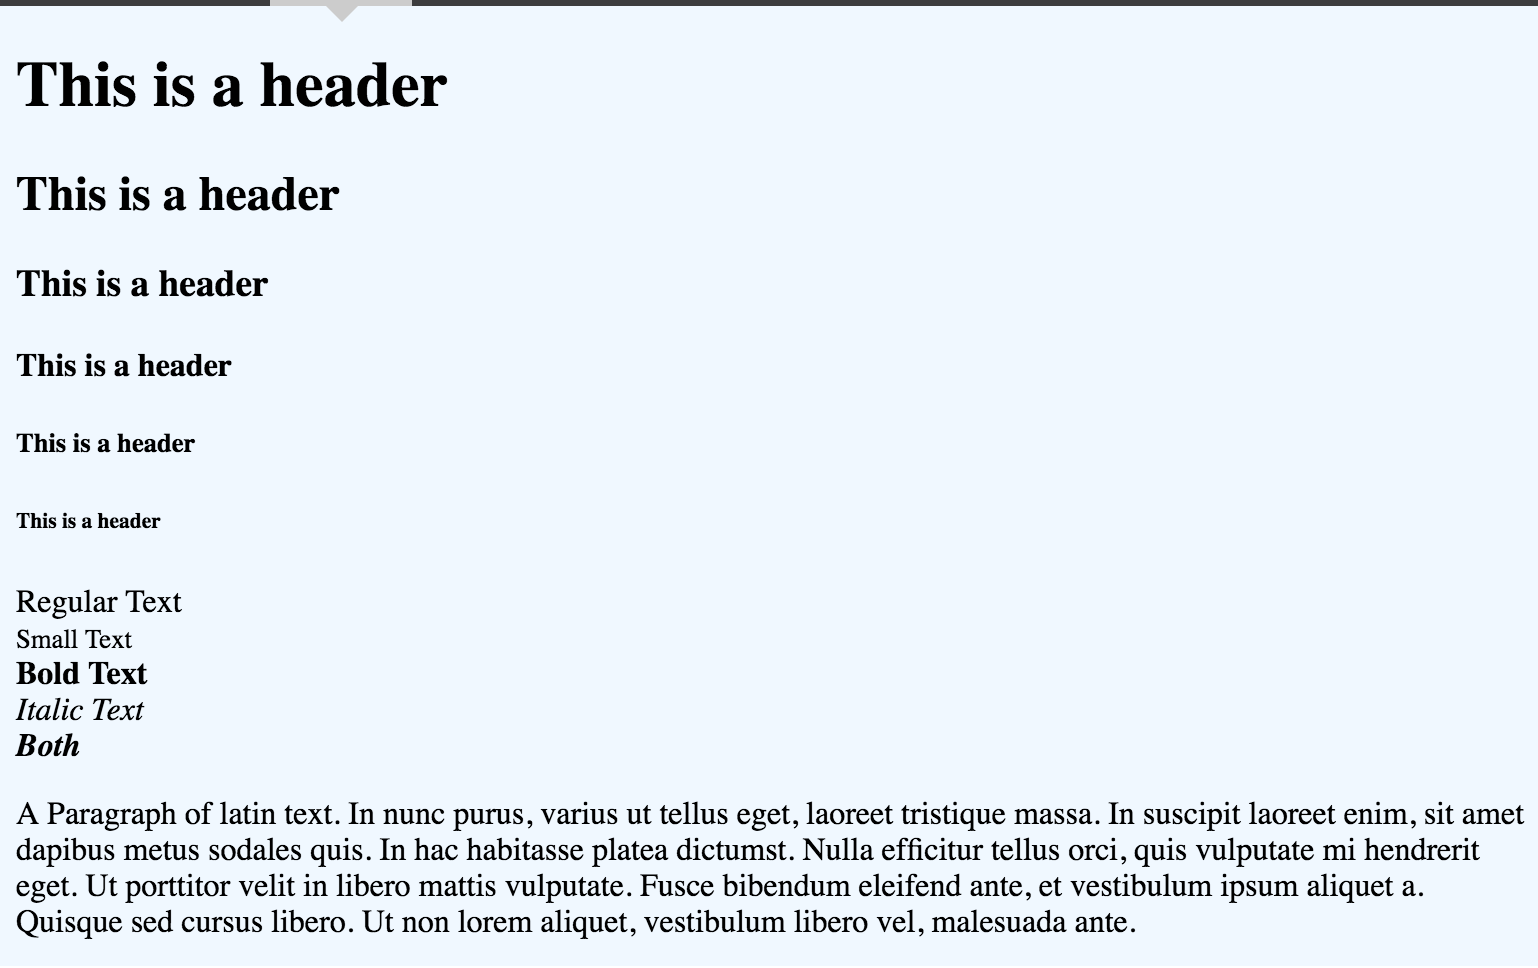 This is a header
This is a header
This is a header
This is a header
This is a header
This is a header
Regular Text
Small Text
Bold Text
Italic Text
Both
A Paragraph of latin text. In nunc purus, varius ut tellus eget, laoreet tristique massa. In suscipit laoreet enim, sit amet
dapibus metus sodales quis. In hac habitasse platea dictumst. Nulla efficitur tellus orci, quis vulputate mi hendrerit
eget. Ut porttitor velit in libero mattis vulputate. Fusce bibendum eleifend ante, et vestibulum ipsum aliquet a.
Quisque sed cursus libero. Ut non lorem aliquet, vestibulum libero vel, malesuada ante.